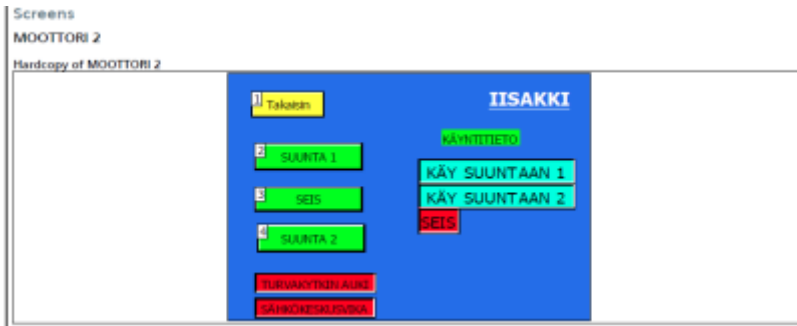 Screens
MOOTTORI 2
Hardcopy of MOOTTORI 2
1 Takaisin
IISAKKI
KÄYNTITIETO
2 SUUNTA 1
KÄY SUUNTAAN 1
3 SEIS
KÄY SUUNTAAN 2
SEIS
4 SUUNTA 2
TURVAKYTKIN AUKI
SÄHKÖKESKUSVIKA